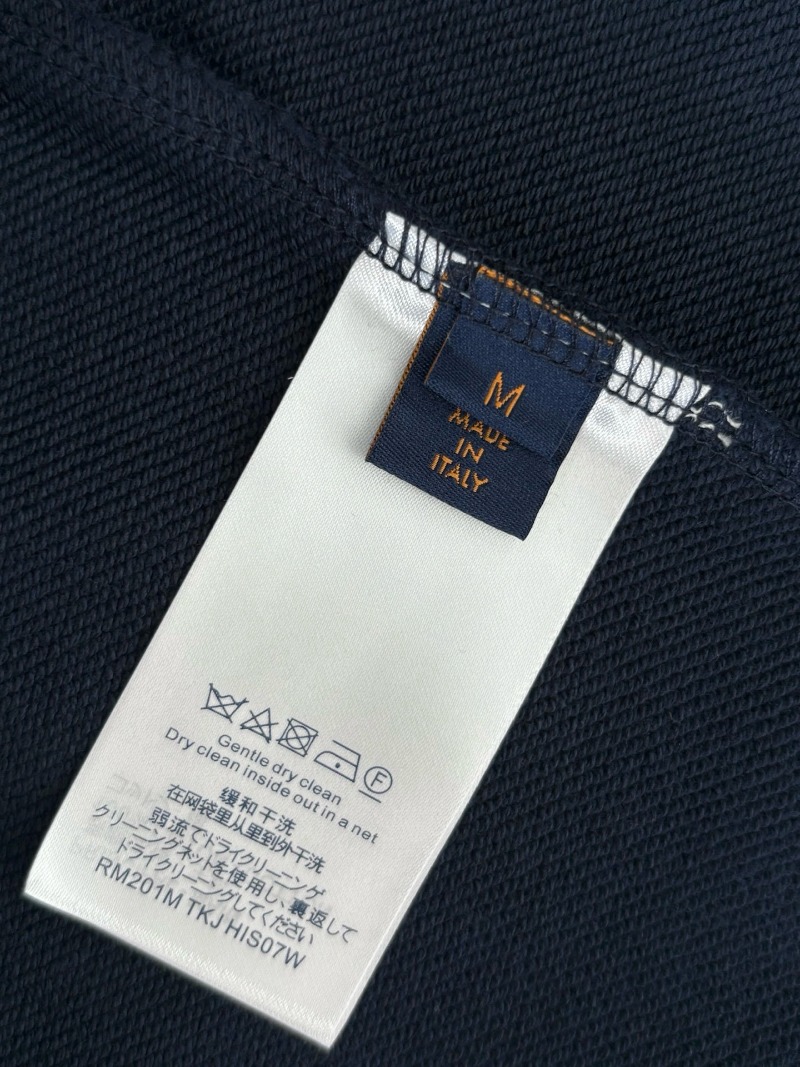 M
MADE
IN
ITALY
F
Gentle dry clean
Dry clean inside out in a net
缓和干洗
在网袋里从里到外干洗
弱流でドライクリーニング
クリーニングネットを使用し、裏返して
ドライクリーニングしてください
RM201M TKJ HIS07W